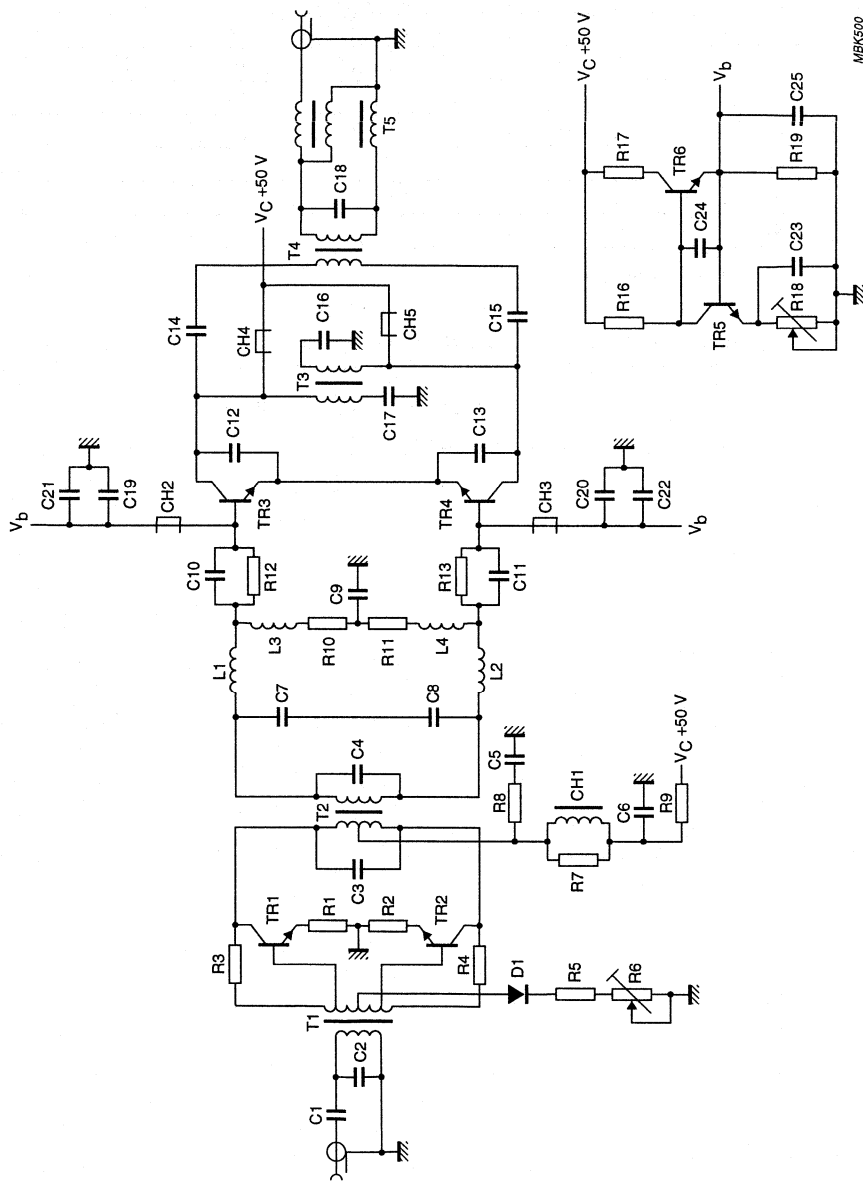 C1
C2
T1
R3
TR1
R1
R2
TR2
R4
D1
R5
R6
C3
T2
C4
R8
C5
R7
CH1
C6
R9
VC +50 V
C7
C8
L1
L2
L3
R10
R11
L4
C9
C10
R12
R13
C11
Vb
C21
C19
CH2
TR3
TR4
CH3
C20
C22
Vb
C12
C13
C17
T3
C16
CH4
CH5
C14
C15
T4
VC +50 V
C18
T5
R16
TR5
R18
C23
C24
R17
TR6
R19
C25
VC +50 V
Vb
MBK500